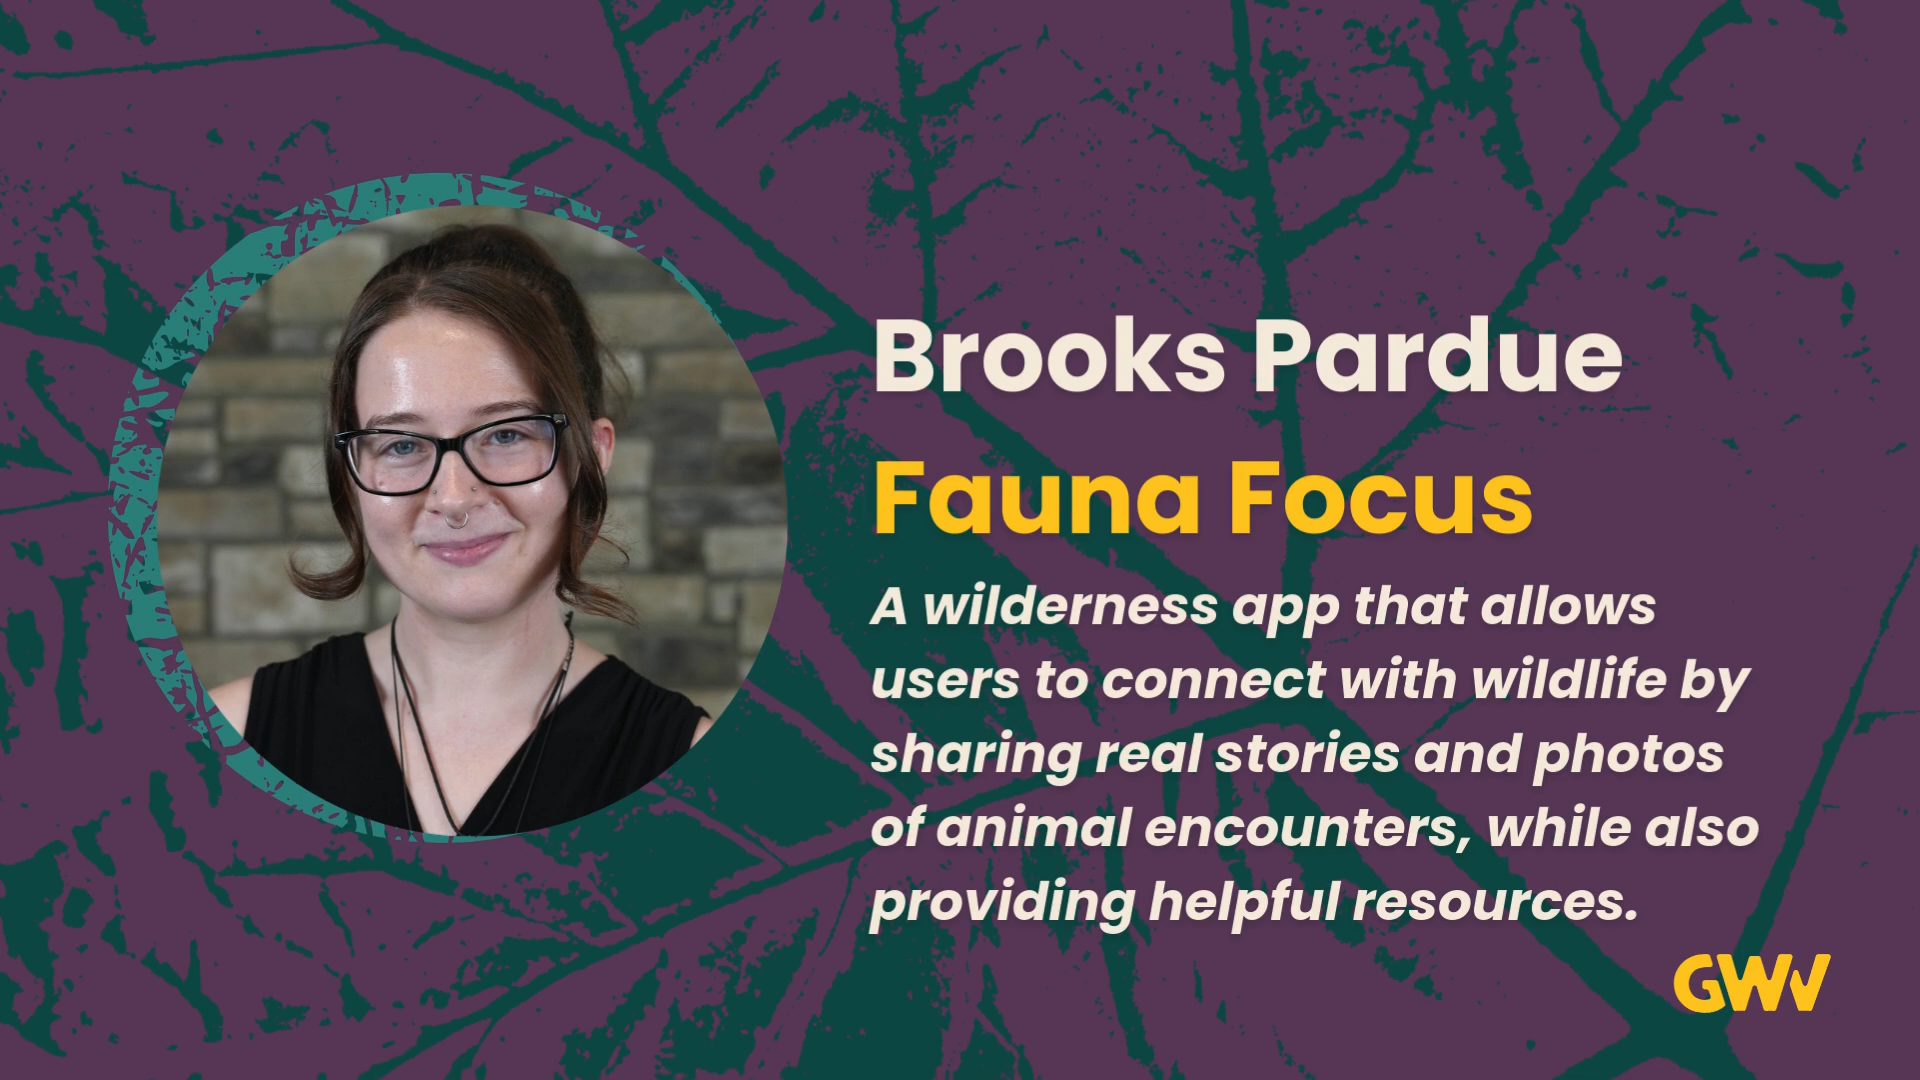 Brooks Pardue
Fauna Focus
A wilderness app that allows
users to connect with wildlife by
sharing real stories and photos
of animal encounters, while also
providing helpful resources.
GWV